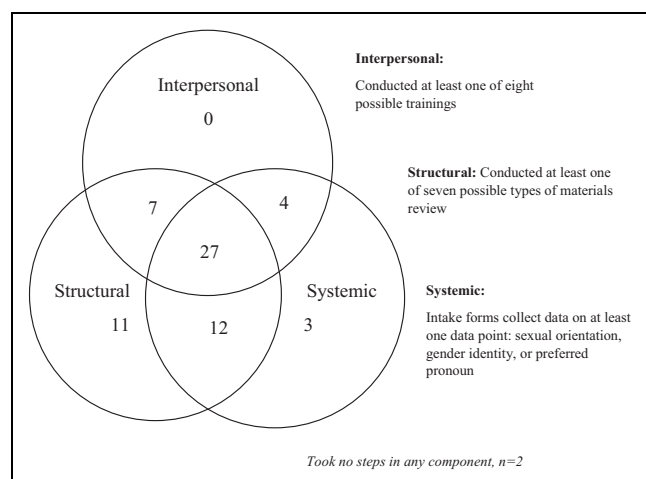 Interpersonal
0
7
4
27
Structural
Systemic
11
12
3
Interpersonal:
Conducted at least one of eight
possible trainings
Structural: Conducted at least one
of seven possible types of materials
review
Systemic:
Intake forms collect data on at least
one data point: sexual orientation,
gender identity, or preferred
pronoun
Took no steps in any component, n=2